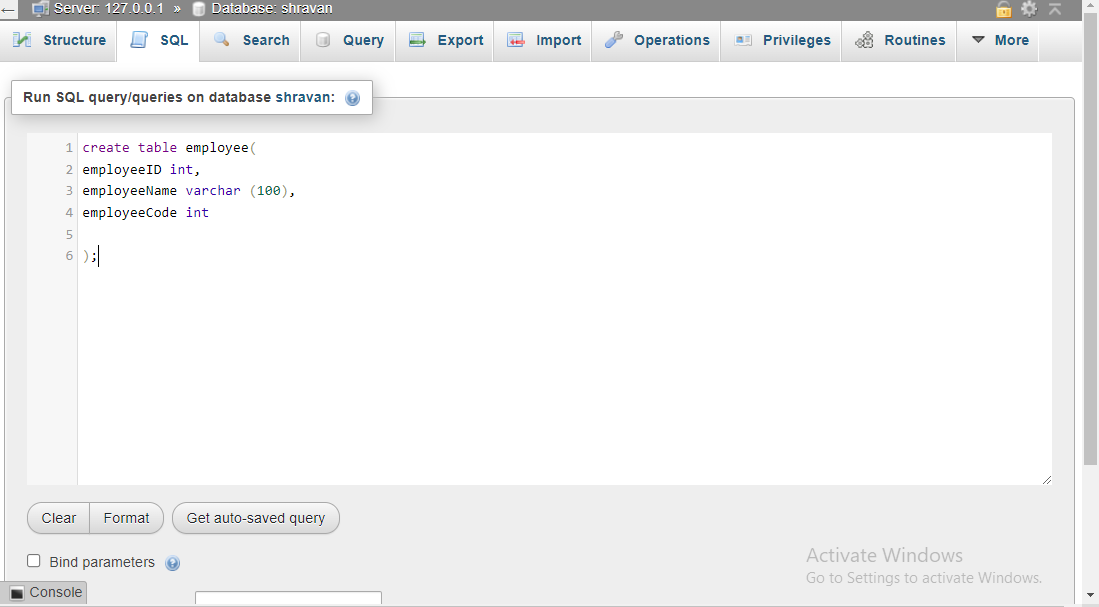 Server: 127.0.0.1 » Database: shravan
Structure SQL Search Query Export Import Operations Privileges Routines More
Run SQL query/queries on database shravan:
1 create table employee(
2 employeeID int,
3 employeeName varchar (100),
4 employeeCode int
5
6 );
Clear Format Get auto-saved query
Bind parameters
Activate Windows
Go to Settings to activate Windows.
Console